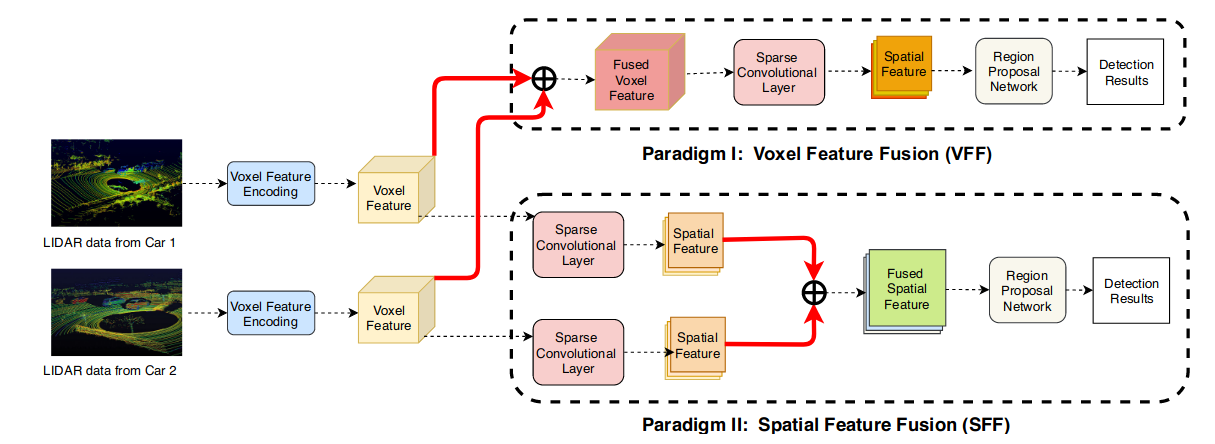 Fused
Voxel
Feature
Sparse
Convolutional
Layer
Spatial
Feature
Region
Proposal
Network
Detection
Results
Paradigm I: Voxel Feature Fusion (VFF)
Voxel Feature
Encoding
Voxel
Feature
LIDAR data from Car 1
Sparse
Convolutional
Layer
Spatial
Feature
Fused
Spatial
Feature
Region
Proposal
Network
Detection
Results
Voxel Feature
Encoding
Voxel
Feature
Sparse
Convolutional
Layer
Spatial
Feature
LIDAR data from Car 2
Paradigm II: Spatial Feature Fusion (SFF)